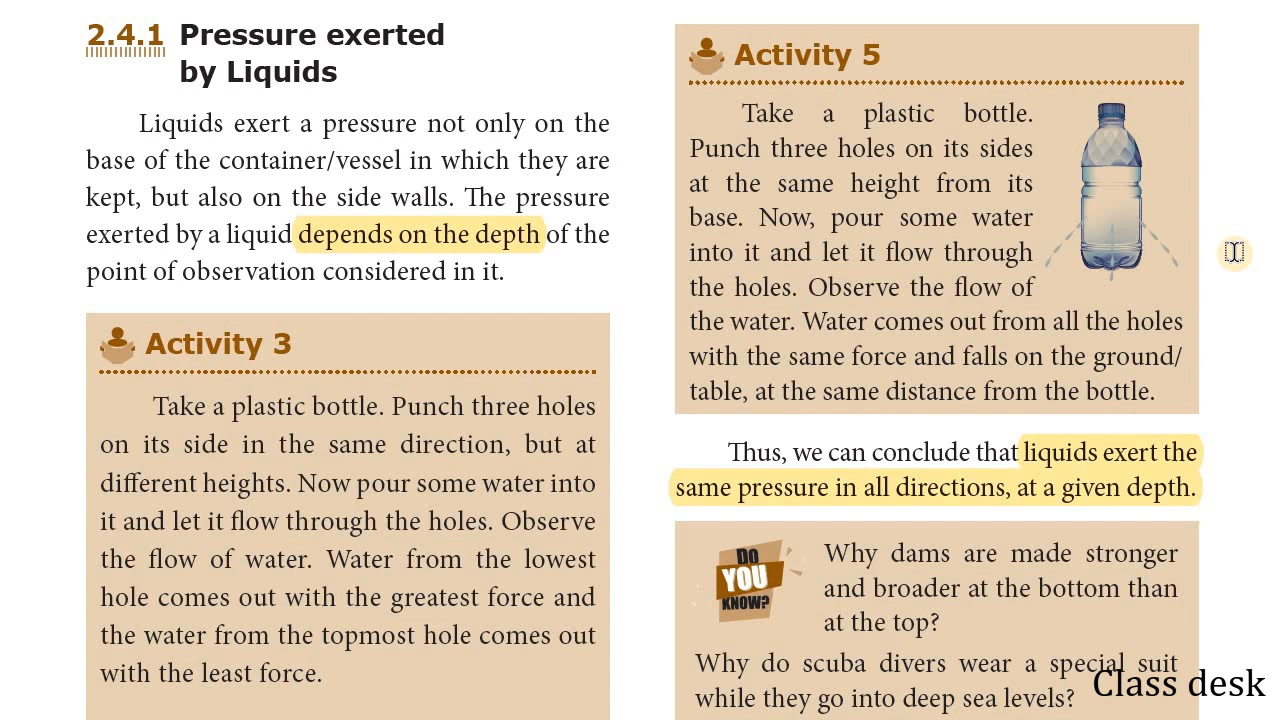 2.4.1 Pressure exerted
by Liquids
Liquids exert a pressure not only on the
base of the container/vessel in which they are
kept, but also on the side walls. The pressure
exerted by a liquid depends on the depth of the
point of observation considered in it.
Activity 3
Take a plastic bottle. Punch three holes
on its side in the same direction, but at
different heights. Now pour some water into
it and let it flow through the holes. Observe
the flow of water. Water from the lowest
hole comes out with the greatest force and
the water from the topmost hole comes out
with the least force.
Activity 5
Take a plastic bottle.
Punch three holes on its sides
at the same height from its
base. Now, pour some water
into it and let it flow through
the holes. Observe the flow of
the water. Water comes out from all the holes
with the same force and falls on the ground/
table, at the same distance from the bottle.
Thus, we can conclude that liquids exert the
same pressure in all directions, at a given depth.
DO
YOU
KNOW?
Why dams are made stronger
and broader at the bottom than
at the top?
Why do scuba divers wear a special suit
while they go into deep sea levels?
Class desk